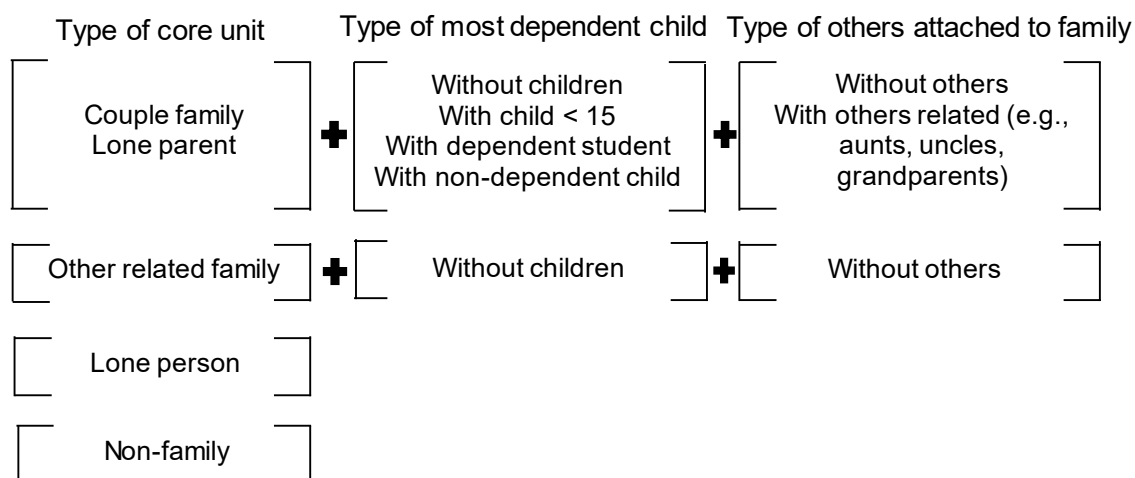 Type of core unit
Type of most dependent child
Type of others attached to family
Couple family
Lone parent
Without children
With child < 15
With dependent student
With non-dependent child
Without others
With others related (e.g.,
aunts, uncles,
grandparents)
Other related family
Without children
Without others
Lone person
Non-family